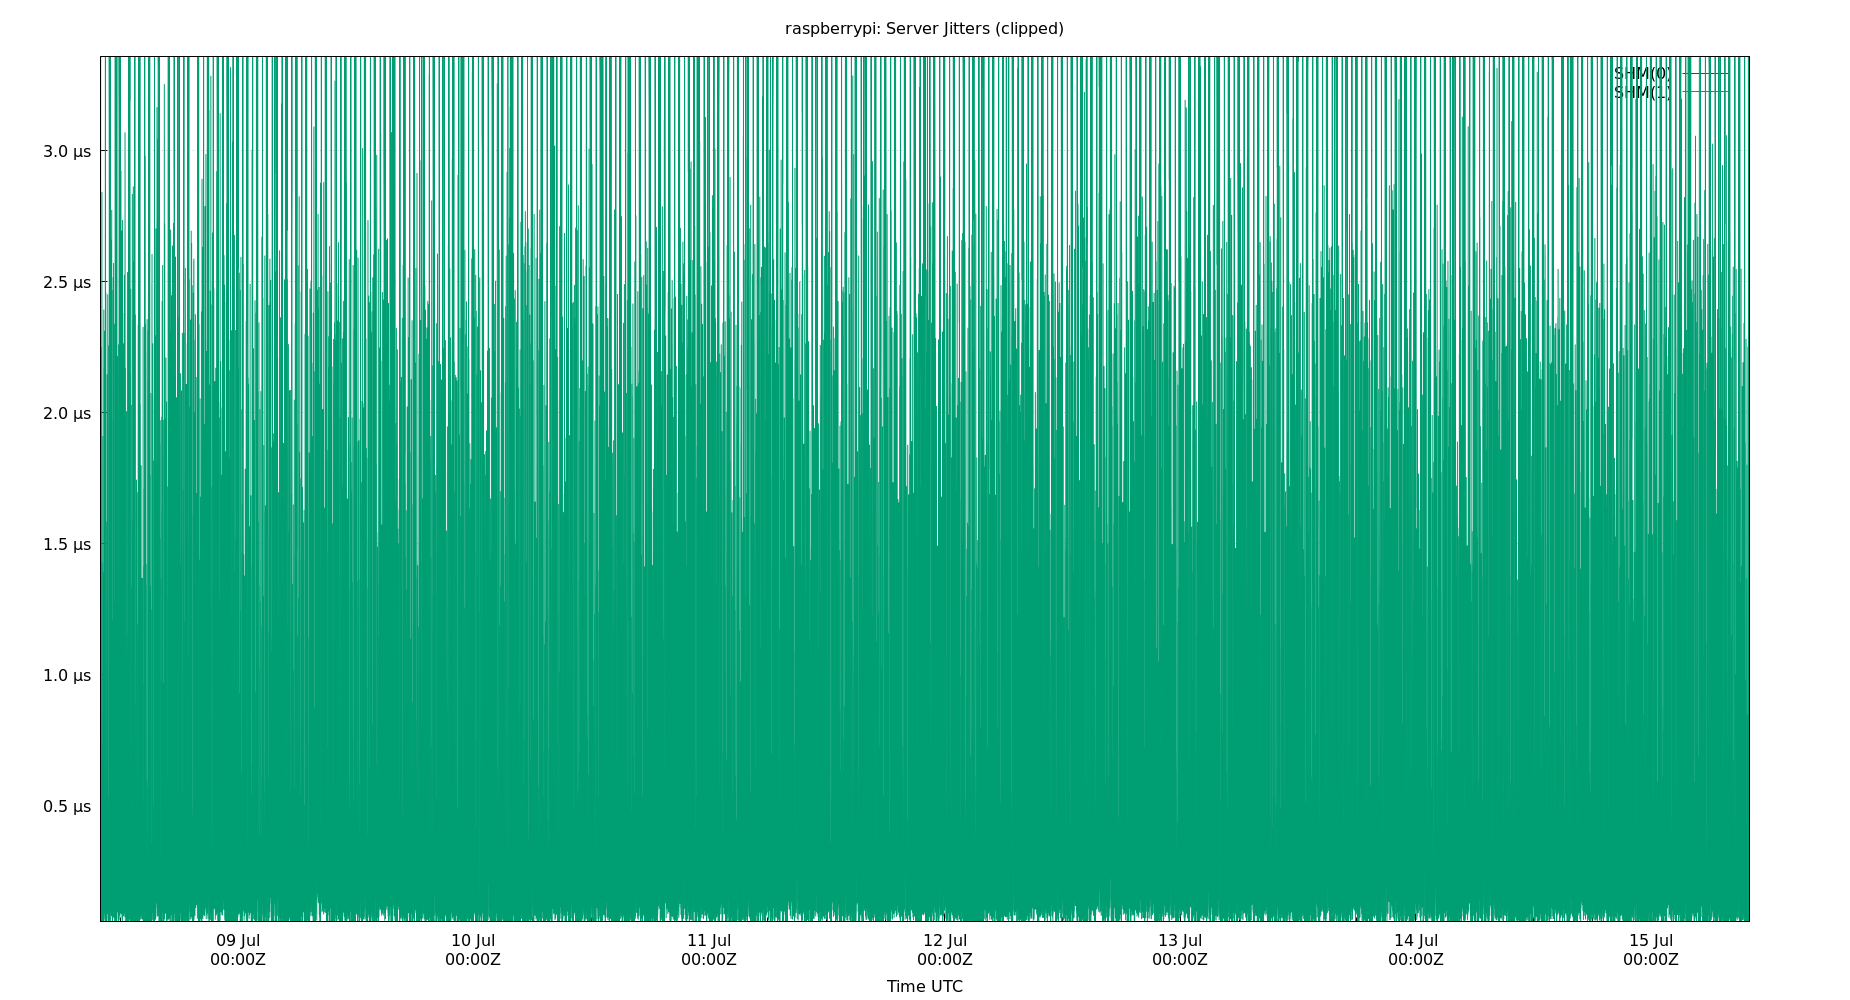 raspberrypi: Server Jitters (clipped)
SHM(0)
SHM(1)
3.0 µs
2.5 µs
2.0 µs
1.5 µs
1.0 µs
0.5 µs
09 Jul 10 Jul 11 Jul 12 Jul 13 Jul 14 Jul 15 Jul
00:00Z 00:00Z 00:00Z 00:00Z 00:00Z 00:00Z 00:00Z
Time UTC